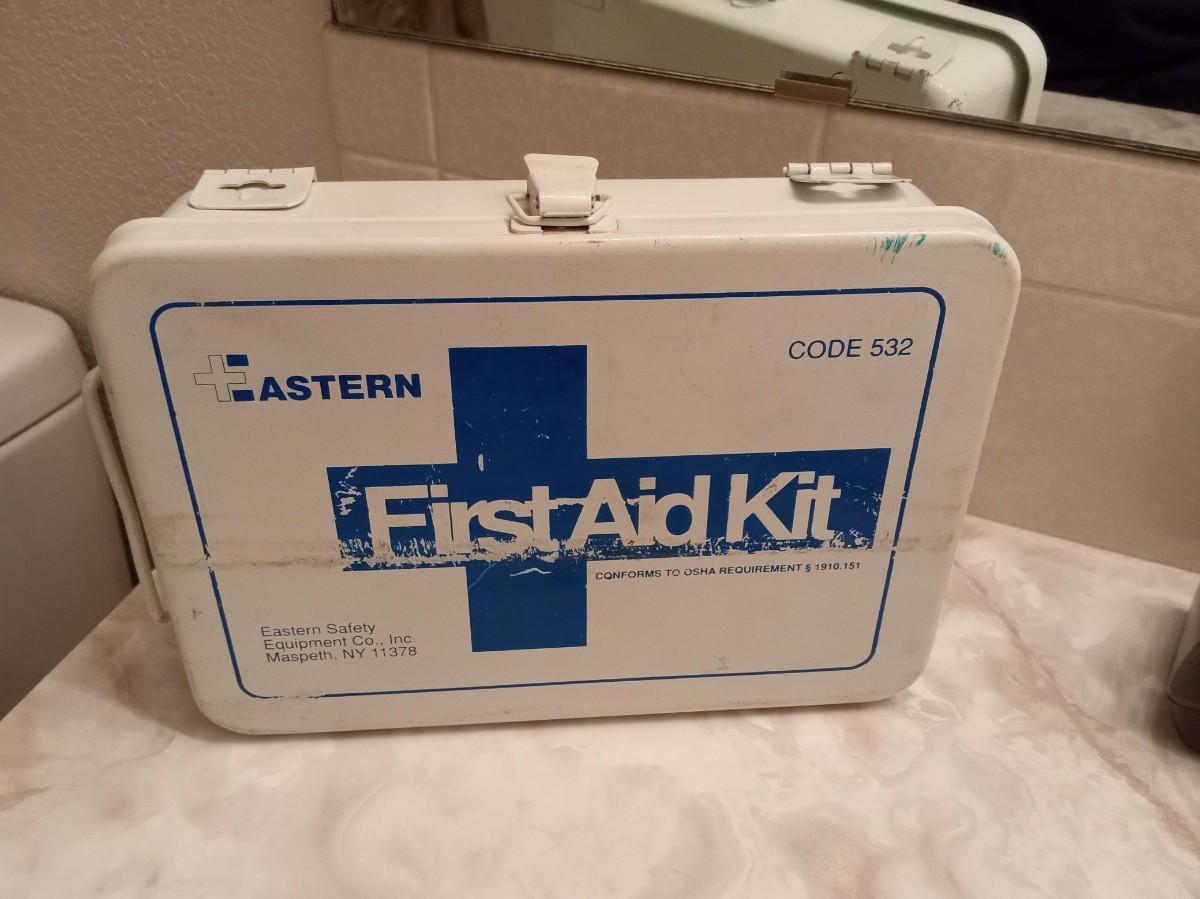 EASTERN
CODE 532
First Aid Kit
CONFORMS TO OSHA REQUIREMENT § 1910.151
Eastern Safety
Equipment Co., Inc.
Maspeth, NY 11378